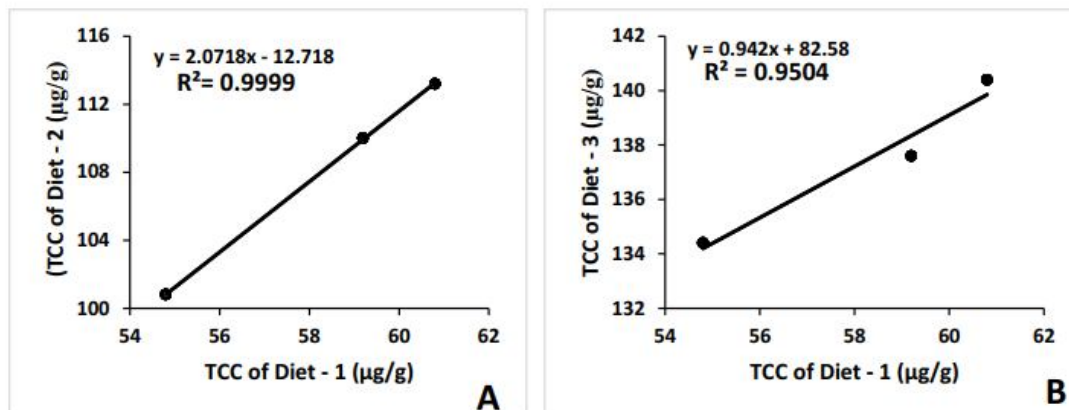 116
112
108
104
100
(TCC of Diet - 2 (µg/g)
y = 2.0718x - 12.718
R² = 0.9999
54 56 58 60 62
TCC of Diet - 1 (µg/g)
A
142
140
138
136
134
132
TCC of Diet - 3 (µg/g)
y = 0.942x + 82.58
R² = 0.9504
54 56 58 60 62
TCC of Diet - 1 (µg/g)
B